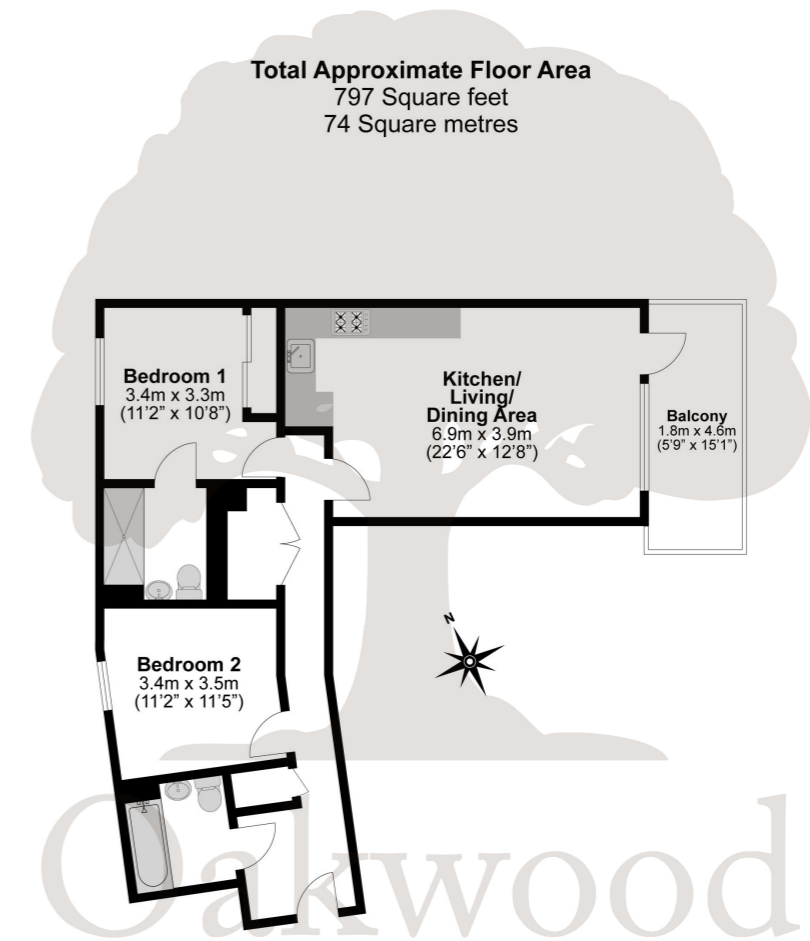 Total Approximate Floor Area
797 Square feet
74 Square metres
Bedroom 1
3.4m x 3.3m
(11'2" x 10'8")
Kitchen/
Living/
Dining Area
6.9m x 3.9m
(22'6" x 12'8")
Balcony
1.8m x 4.6m
(5'9" x 15'1")
N
Bedroom 2
3.4m x 3.5m
(11'2" x 11'5")
Oakwood